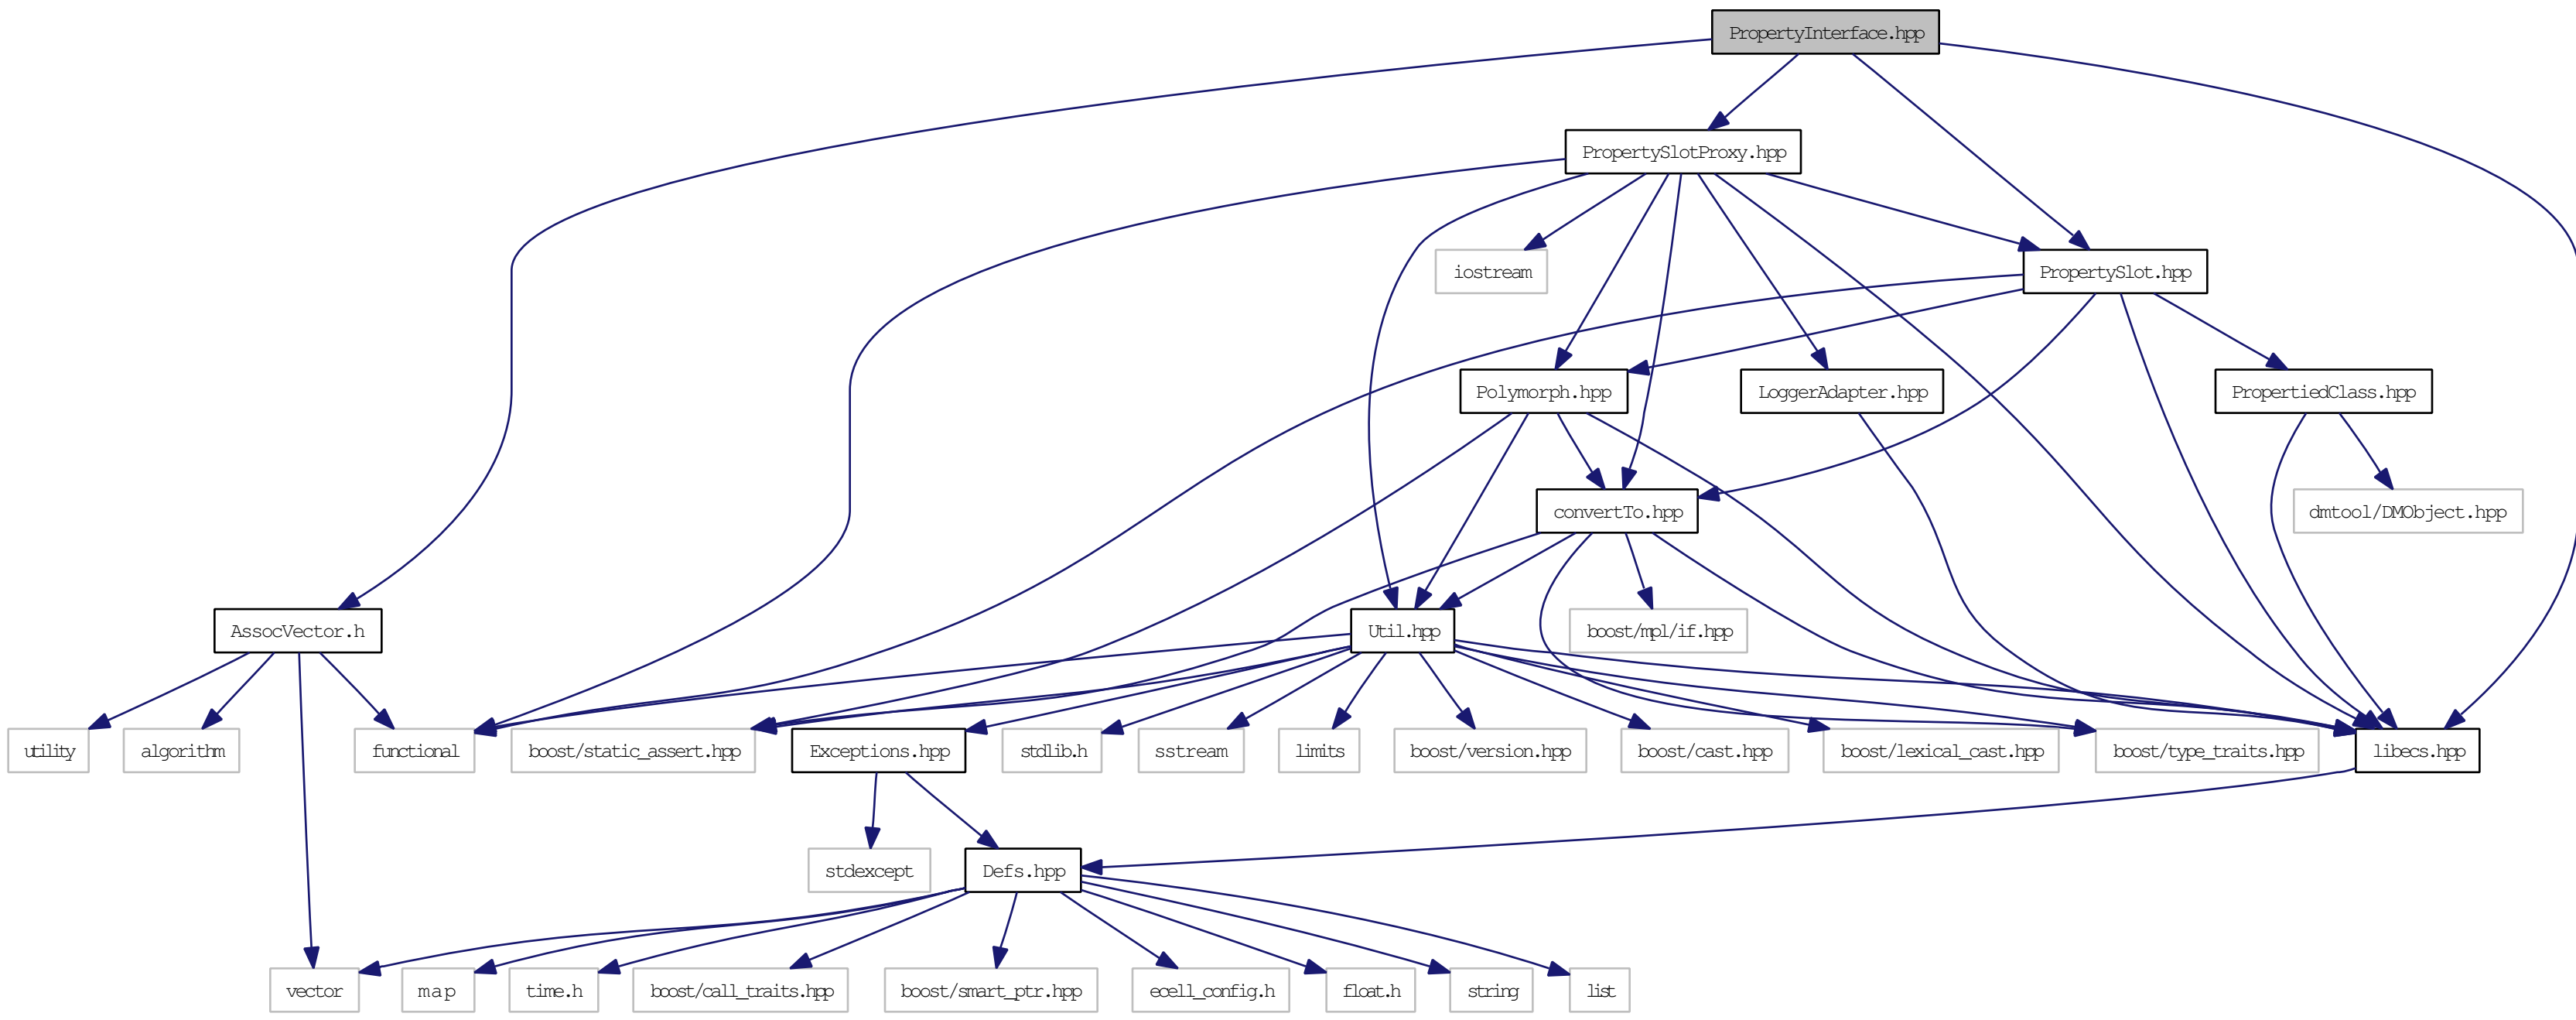 PropertyInterface.hpp
PropertySlotProxy.hpp
iostream
PropertySlot.hpp
Polymorph.hpp
LoggerAdapter.hpp
PropertiedClass.hpp
convertTo.hpp
dmtool/DMObject.hpp
AssocVector.h
Util.hpp
boost/mpl/if.hpp
utility
algorithm
functional
boost/static_assert.hpp
Exceptions.hpp
stdlib.h
sstream
limits
boost/version.hpp
boost/cast.hpp
boost/lexical_cast.hpp
boost/type_traits.hpp
libecs.hpp
stdexcept
Defs.hpp
vector
map
time.h
boost/call_traits.hpp
boost/smart_ptr.hpp
ecell_config.h
float.h
string
list